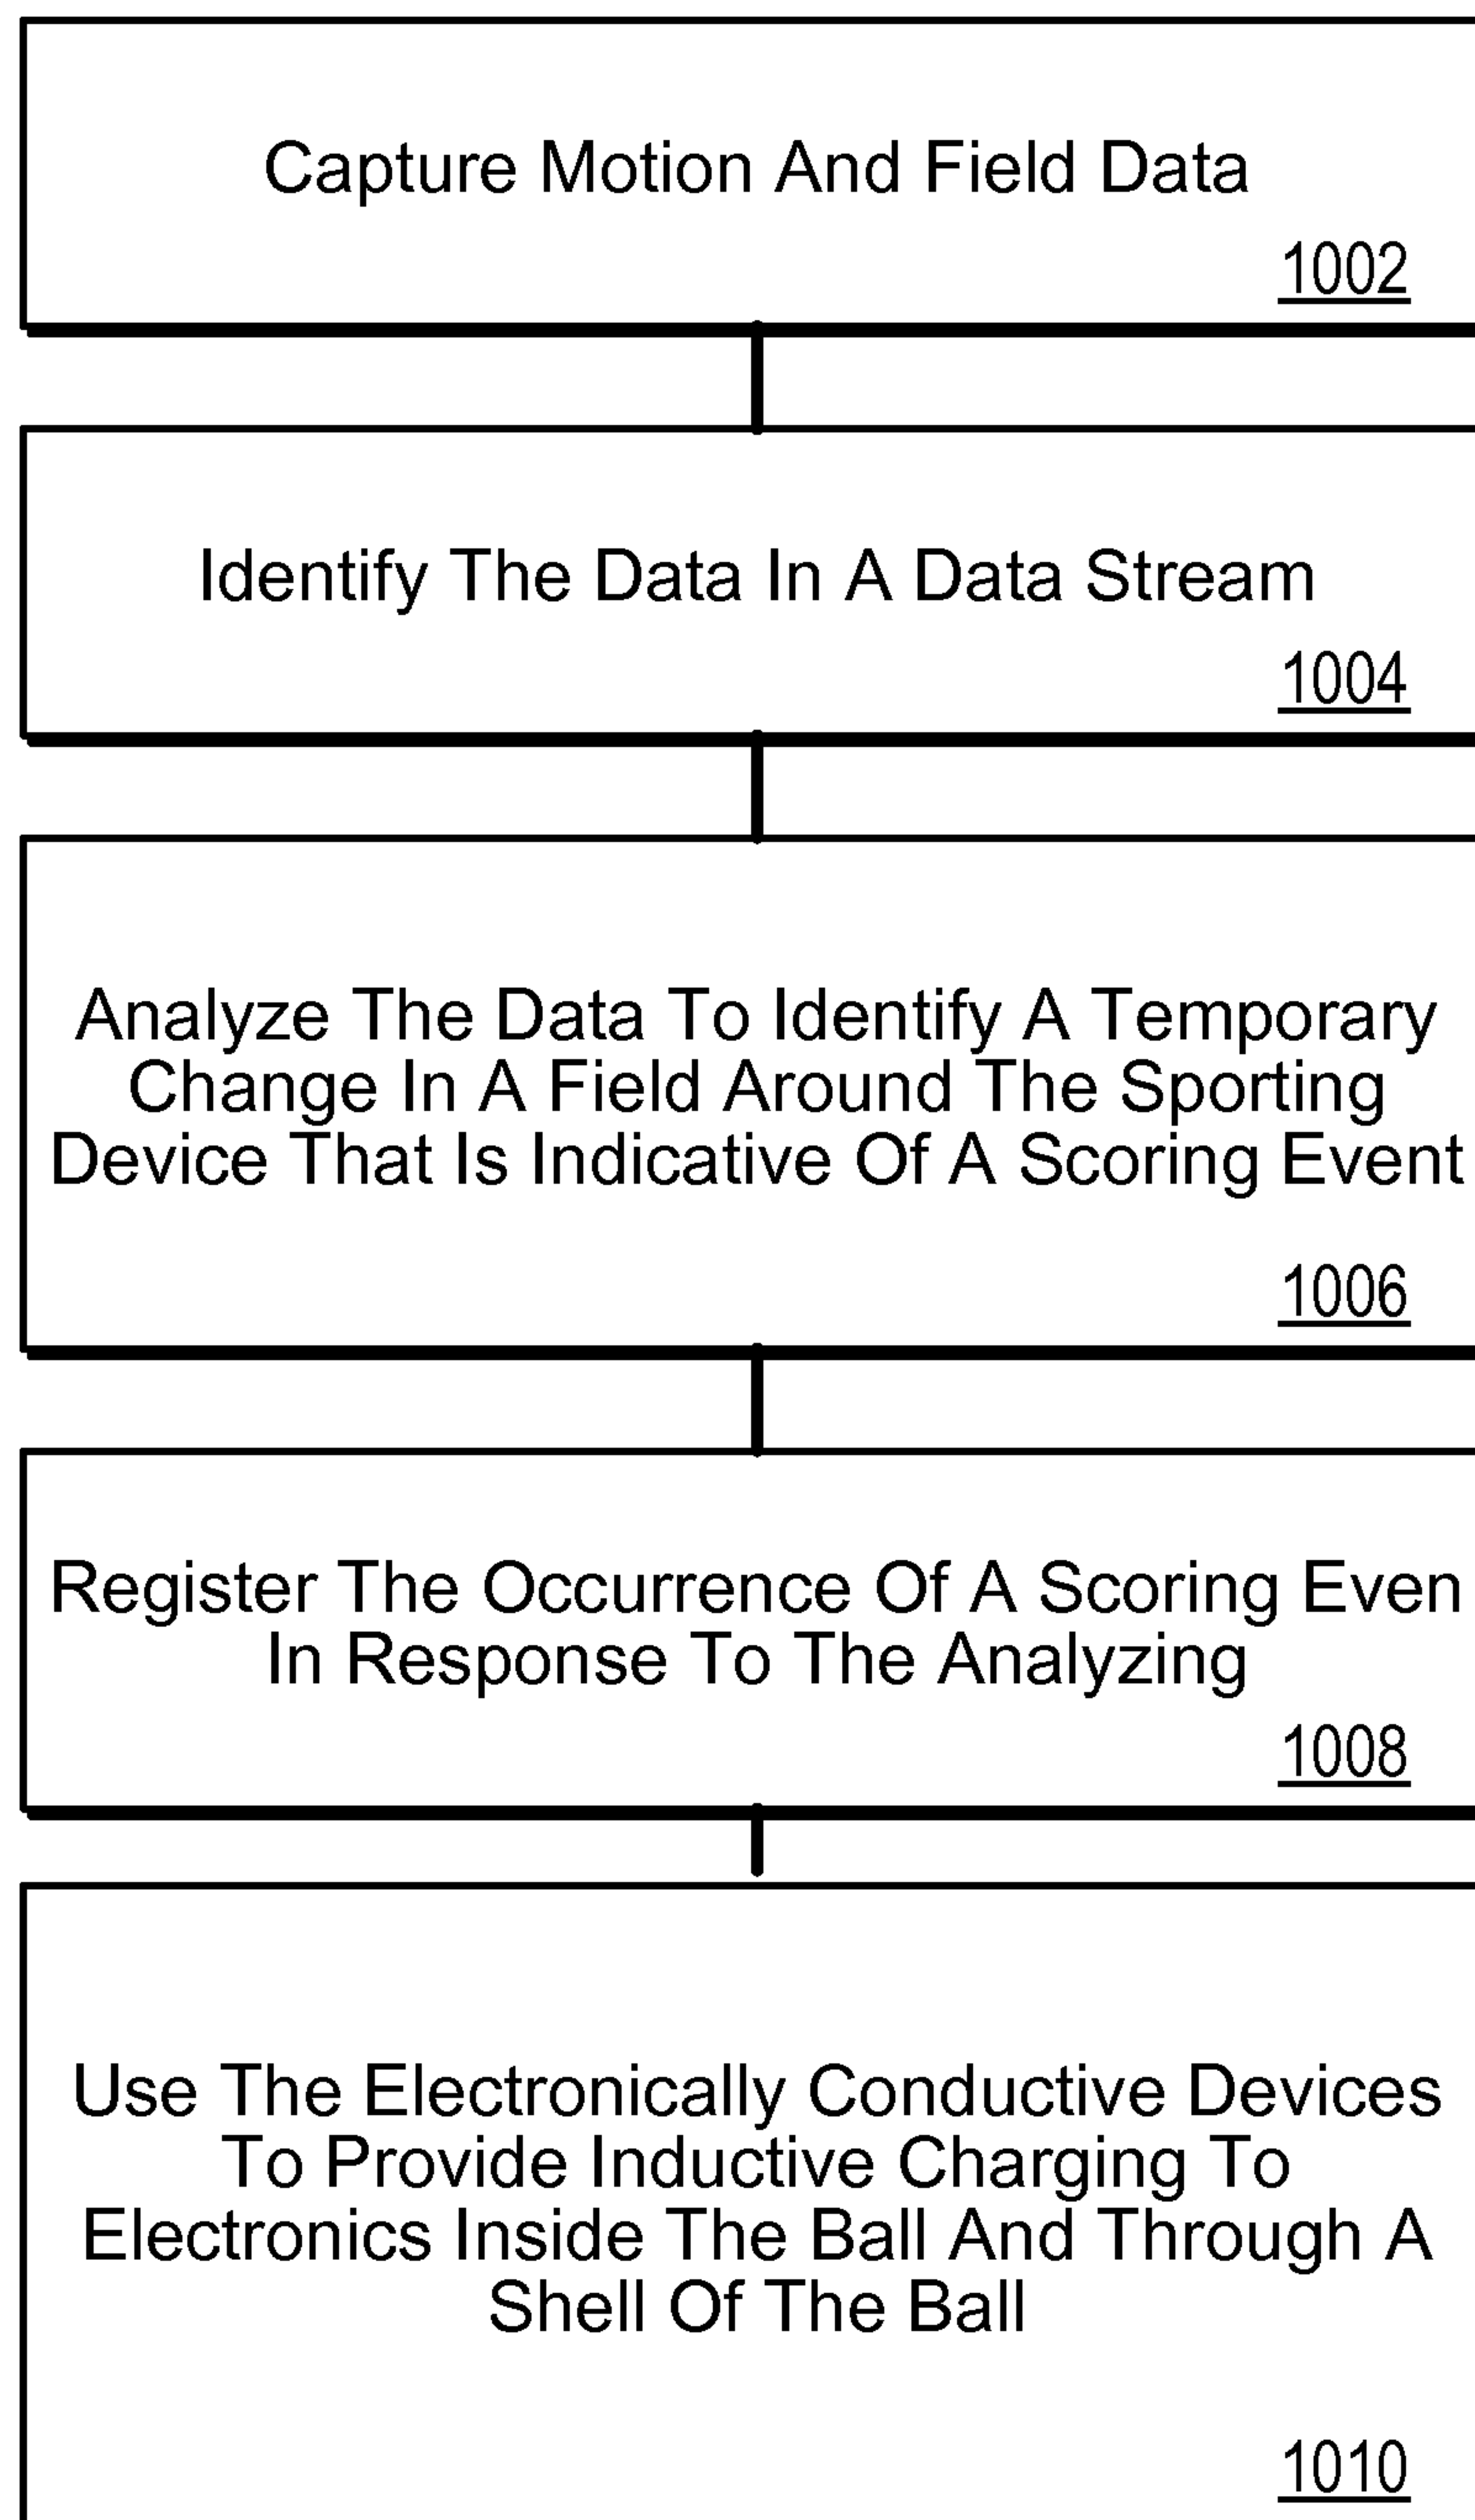 Capture Motion And Field Data
1002
Identify The Data In A Data Stream
1004
Analyze The Data To Identify A Temporary
Change In A Field Around The Sporting
Device That Is Indicative Of A Scoring Event
1006
Register The Occurrence Of A Scoring Even
In Response To The Analyzing
1008
Use The Electronically Conductive Devices
To Provide Inductive Charging To
Electronics Inside The Ball And Through A
Shell Of The Ball
1010